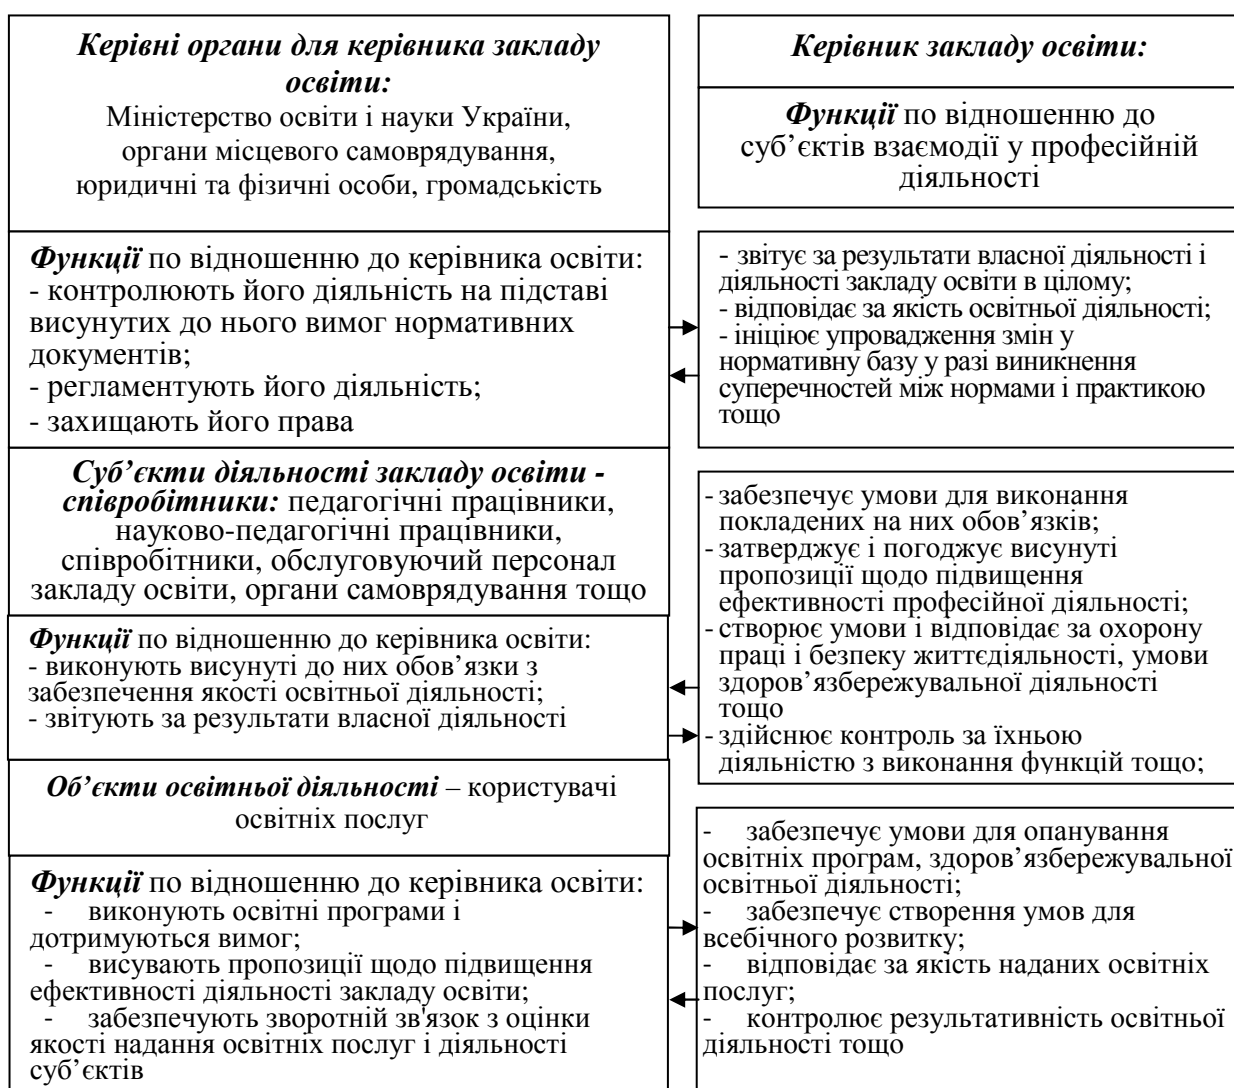 Керівні органи для керівника закладу
освіти:
Міністерство освіти і науки України,
органи місцевого самоврядування,
юридичні та фізичні особи, громадськість
Функції по відношенню до керівника освіти:
- контролюють його діяльність на підставі
висунутих до нього вимог нормативних
документів;
- регламентують його діяльність;
- захищають його права
Суб’єкти діяльності закладу освіти -
співробітники: педагогічні працівники,
науково-педагогічні працівники,
співробітники, обслуговуючий персонал
закладу освіти, органи самоврядування тощо
Функції по відношенню до керівника освіти:
- виконують висунуті до них обов’язки з
забезпечення якості освітньої діяльності;
- звітують за результати власної діяльності
Об’єкти освітньої діяльності – користувачі
освітніх послуг
Функції по відношенню до керівника освіти:
- виконують освітні програми і
дотримуються вимог;
- висувають пропозиції щодо підвищення
ефективності діяльності закладу освіти;
- забезпечують зворотній зв'язок з оцінки
якості надання освітніх послуг і діяльності
суб’єктів
Керівник закладу освіти:
Функції по відношенню до
суб’єктів взаємодії у професійній
діяльності
- звітує за результати власної діяльності і
діяльності закладу освіти в цілому;
- відповідає за якість освітньої діяльності;
- ініціює упровадження змін у
нормативну базу у разі виникнення
суперечностей між нормами і практикою
тощо
- забезпечує умови для виконання
покладених на них обов’язків;
- затверджує і погоджує висунуті
пропозиції щодо підвищення
ефективності професійної діяльності;
- створює умови і відповідає за охорону
праці і безпеку життєдіяльності, умови
здоров’язбережувальної діяльності
тощо
- здійснює контроль за їхньою
діяльністю з виконання функцій тощо;
- забезпечує умови для опанування
освітніх програм, здоров’язбережувальної
освітньої діяльності;
- забезпечує створення умов для
всебічного розвитку;
- відповідає за якість наданих освітніх
послуг;
- контролює результативність освітньої
діяльності тощо